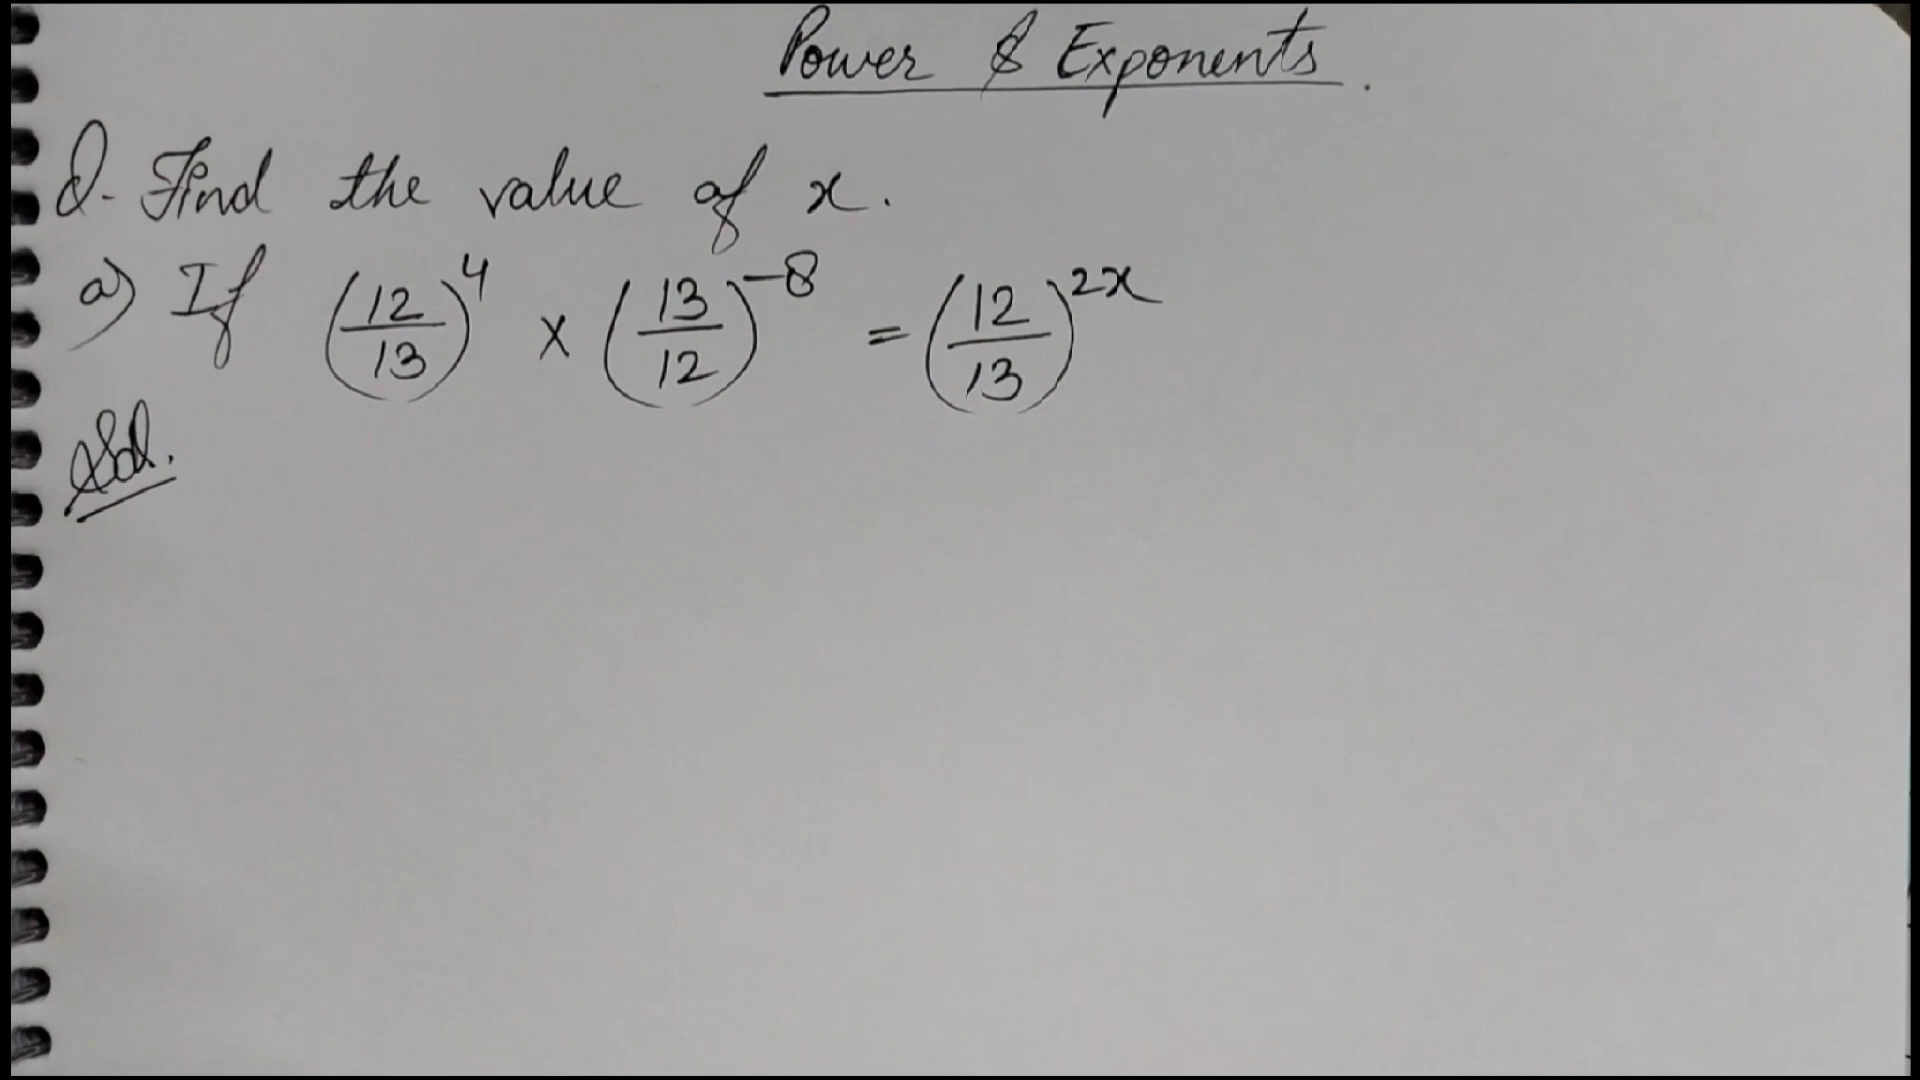 Power & Exponents.
Q. Find the value of x.
a) If (12/13)^4 × (13/12)^-8 = (12/13)^2x
Sol.